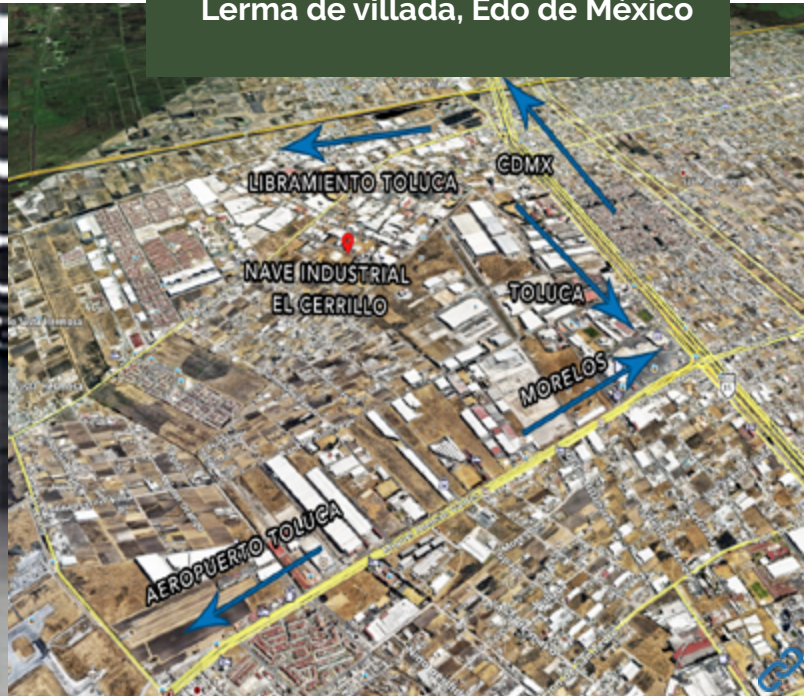 Lerma de villada, Edo de México
CDMX
LIBRAMIENTO TOLUCA
NAVE INDUSTRIAL
EL CERRILLO
TOLUCA
MORELOS
AEROPUERTO TOLUCA